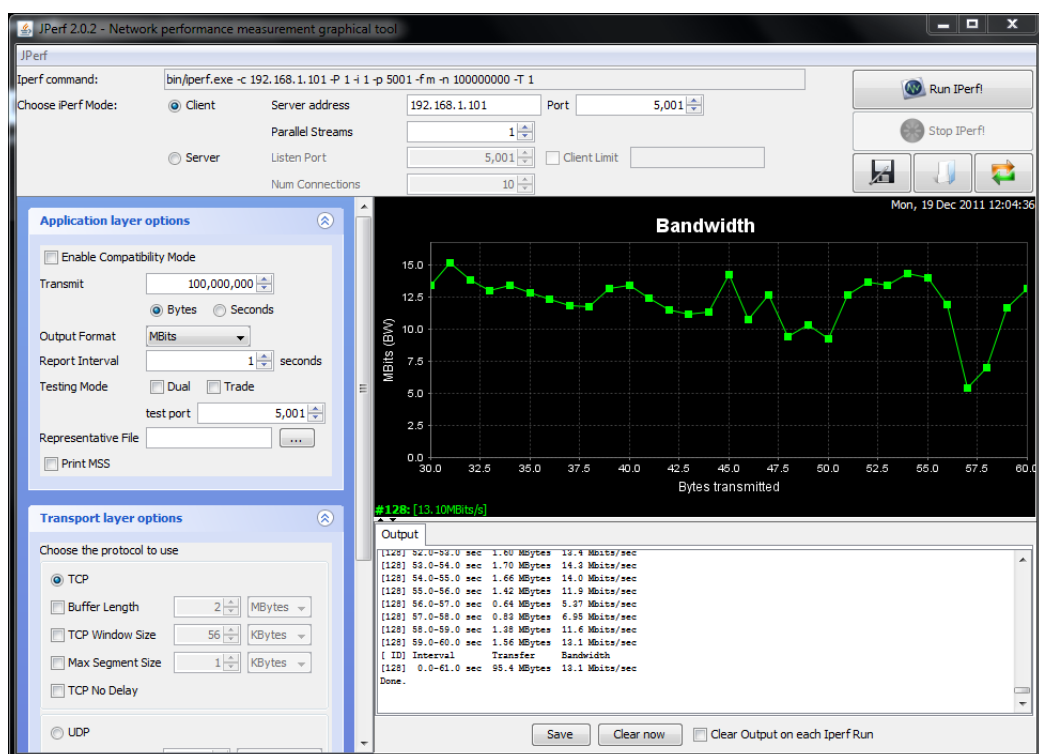 JPerf 2.0.2 - Network performance measurement graphical tool
JPerf
Iperf command: bin/iperf.exe -c 192.168.1.101 -P 1 -i 1 -p 5001 -f m -n 100000000 -T 1
Choose iPerf Mode: Client Server address 192.168.1.101 Port 5,001
Parallel Streams 1
Server Listen Port 5,001 Client Limit
Num Connections 10
Run IPerf!
Stop IPerf!
Application layer options
Enable Compatibility Mode
Transmit 100,000,000
Bytes Seconds
Output Format MBits
Report Interval 1 seconds
Testing Mode Dual Trade
test port 5,001
Representative File ...
Print MSS
Transport layer options
Choose the protocol to use
TCP
Buffer Length 2 MBytes
TCP Window Size 56 KBytes
Max Segment Size 1 KBytes
TCP No Delay
UDP
Mon, 19 Dec 2011 12:04:36
Bandwidth
MBits (BW)
15.0
12.5
10.0
7.5
5.0
2.5
0.0
30.0 32.5 35.0 37.5 40.0 42.5 45.0 47.5 50.0 52.5 55.0 57.5 60.0
Bytes transmitted
#128: [13.10MBits/s]
Output
[128] 52.0-53.0 sec 1.60 MBytes 13.4 Mbits/sec
[128] 53.0-54.0 sec 1.70 MBytes 14.3 Mbits/sec
[128] 54.0-55.0 sec 1.66 MBytes 14.0 Mbits/sec
[128] 55.0-56.0 sec 1.42 MBytes 11.9 Mbits/sec
[128] 56.0-57.0 sec 0.64 MBytes 5.37 Mbits/sec
[128] 57.0-58.0 sec 0.83 MBytes 6.95 Mbits/sec
[128] 58.0-59.0 sec 1.38 MBytes 11.6 Mbits/sec
[128] 59.0-60.0 sec 1.56 MBytes 13.1 Mbits/sec
[ ID] Interval Transfer Bandwidth
[128] 0.0-61.0 sec 95.4 MBytes 13.1 Mbits/sec
Done.
Save Clear now Clear Output on each Iperf Run